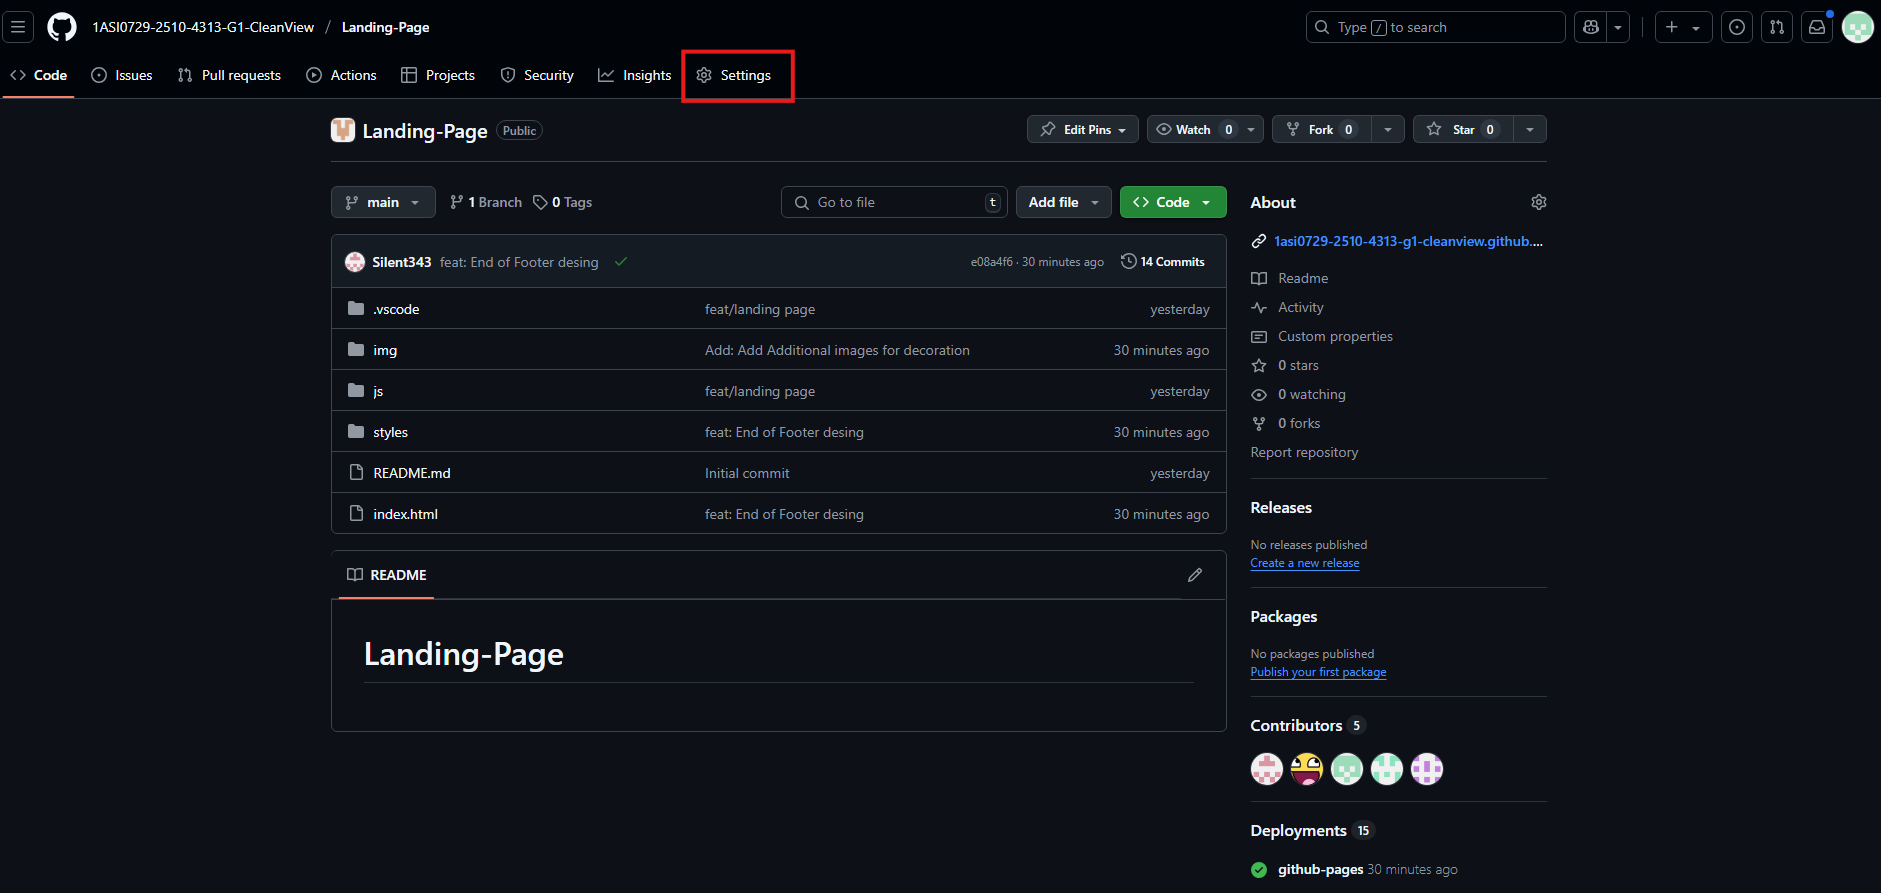 1ASI0729-2510-4313-G1-CleanView / Landing-Page
Type / to search
Code Issues Pull requests Actions Projects Security Insights Settings
Landing-Page Public
Edit Pins Watch 0 Fork 0 Star 0
main 1 Branch 0 Tags
Go to file t Add file Code
Silent343 feat: End of Footer desing e08a4f6 · 30 minutes ago 14 Commits
.vscode feat/landing page yesterday
img Add: Add Additional images for decoration 30 minutes ago
js feat/landing page yesterday
styles feat: End of Footer desing 30 minutes ago
README.md Initial commit yesterday
index.html feat: End of Footer desing 30 minutes ago
README
Landing-Page
About
1asi0729-2510-4313-g1-cleanview.github....
Readme
Activity
Custom properties
0 stars
0 watching
0 forks
Report repository
Releases
No releases published
Create a new release
Packages
No packages published
Publish your first package
Contributors 5
Deployments 15
github-pages 30 minutes ago